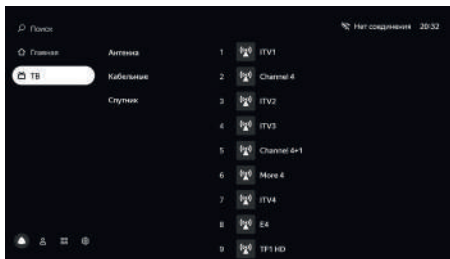 Поиск
Нет соединения 20:32
Главная
Антенна
1 ITV1
ТВ
Кабельные
2 Channel 4
Спутник
3 ITV2
4 ITV3
5 Channel 4+1
6 More 4
7 ITV4
8 E4
9 TF1 HD